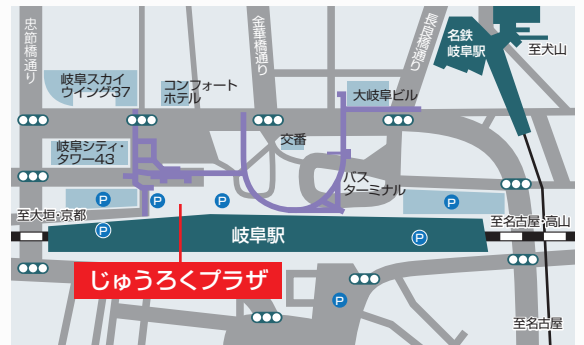 忠節橋通り
金華橋通り
長良橋通り
名鉄
岐阜駅
至犬山
岐阜スカイ
ウイング37
コンフォート
ホテル
大岐阜ビル
岐阜シティ・
タワー43
交番
バス
ターミナル
P
P
P
P
至大垣・京都
P
岐阜駅
P
至名古屋・高山
じゅうろくプラザ
P
至名古屋